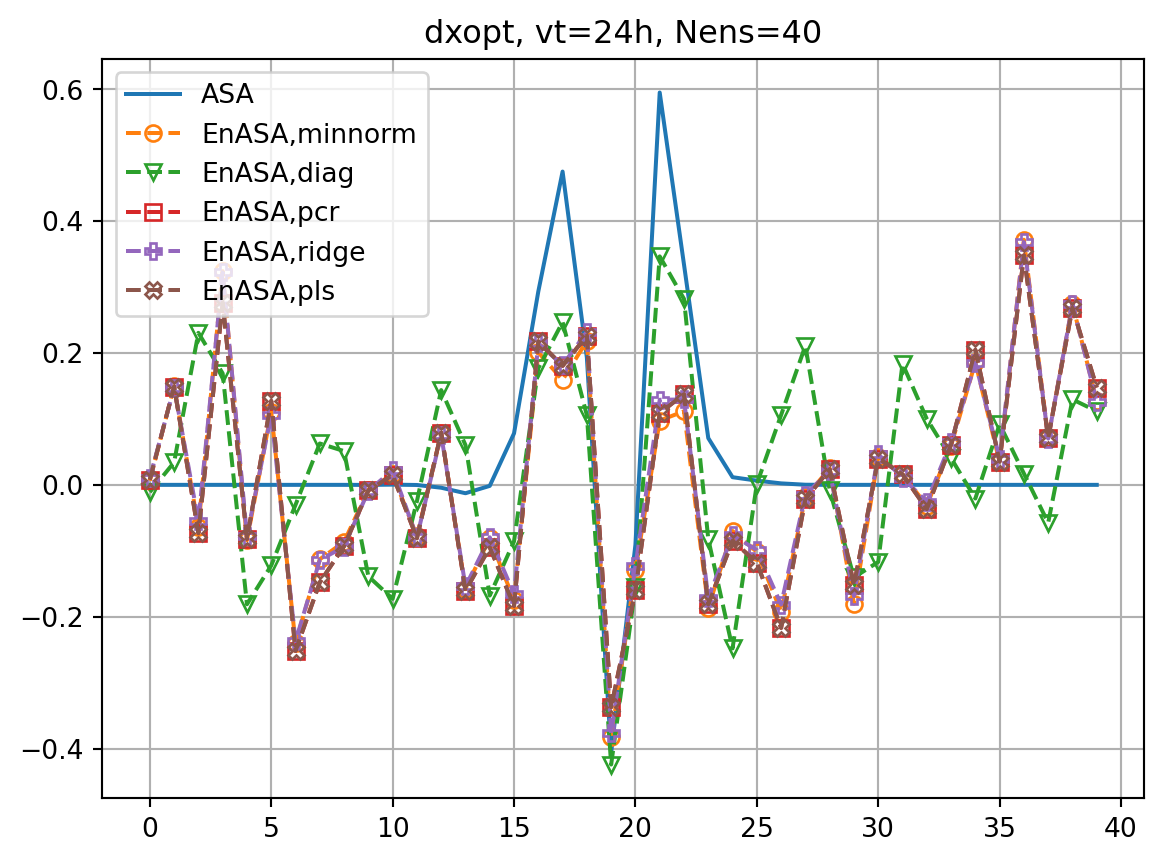 dxopt, vt=24h, Nens=40
ASA
EnASA,minnorm
EnASA,diag
EnASA,pcr
EnASA,ridge
EnASA,pls
0.6
0.4
0.2
0.0
−0.2
−0.4
0 5 10 15 20 25 30 35 40